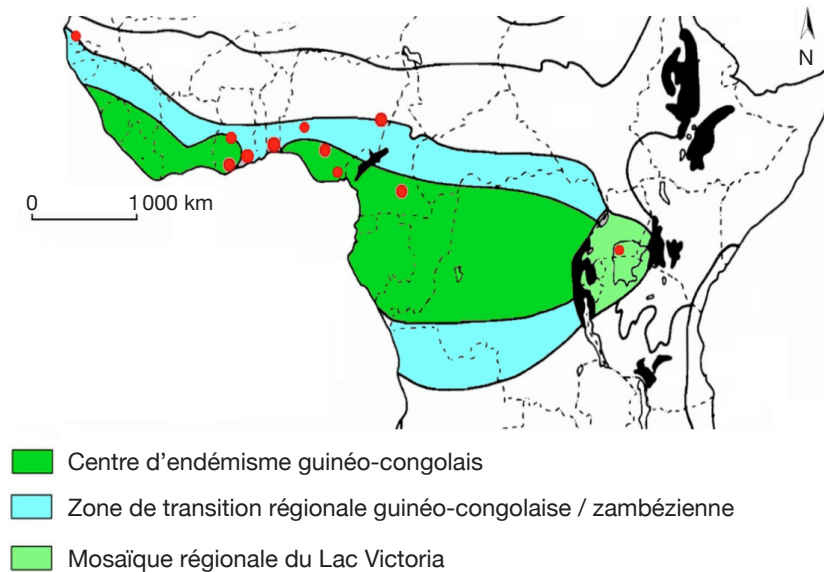 N
0 1 000 km
Centre d'endémisme guinéo-congolais
Zone de transition régionale guinéo-congolaise / zambézienne
Mosaïque régionale du Lac Victoria